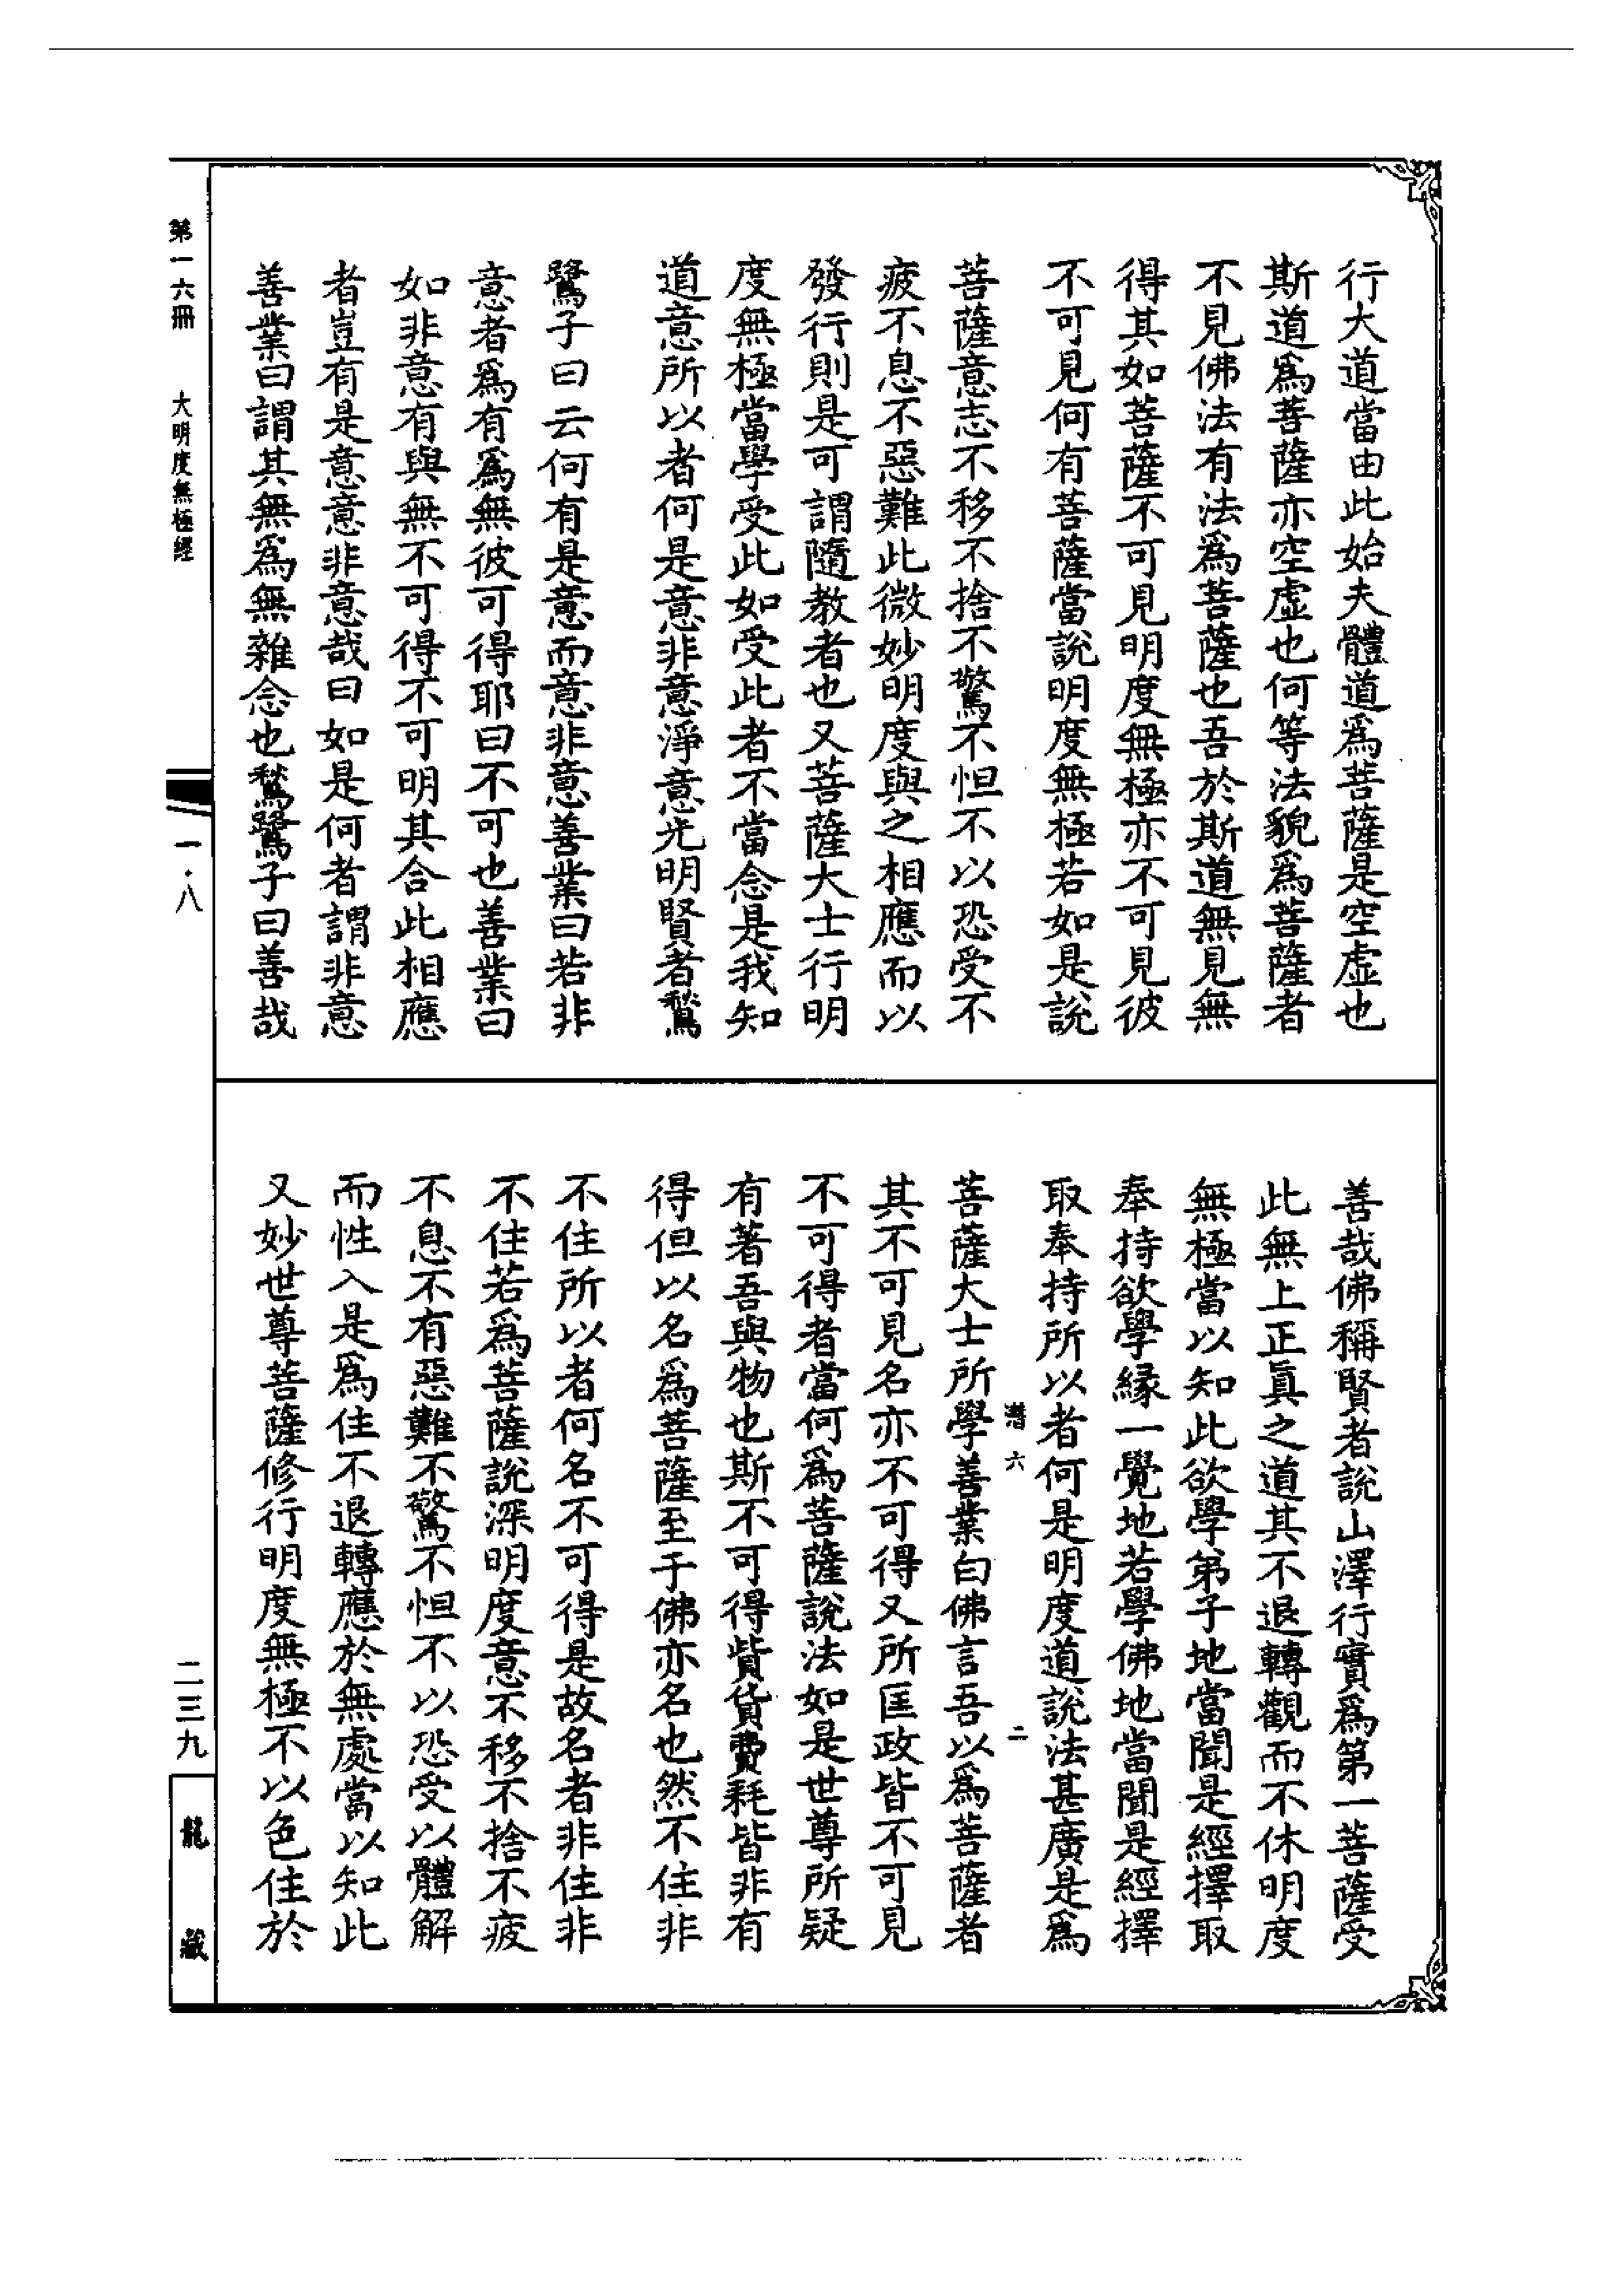 行大道當由此始夫體道爲菩薩是空虛也
斯道爲菩薩亦空虛也何等法貌爲菩薩者
不見佛法有法爲菩薩也吾於斯道無見無
得其如菩薩不可見明度無極亦不可見彼
不可見何有菩薩當說明度無極若如是說
菩薩意志不移不捨不驚不怛不以恐受不
疲不息不惡難此微妙明度與之相應而以
發行則是可謂隨教者也又菩薩大士行明
度無極當學受此如受此者不當念是我知
道意所以者何是意非意淨意光明賢者鶖
鷺子曰云何有是意而意非意善業曰若非
意者爲有爲無彼可得耶曰不可也善業曰
如非意有與無不可得不可明其合此相應
者豈有是意意非意哉曰如是何者謂非意
善業曰謂其無爲無雜念也鶖鷺子曰善哉
善哉佛稱賢者說山澤行實爲第一菩薩受
此無上正眞之道其不退轉觀而不休明度
無極當以知此欲學第子地當聞是經擇取
奉持欲學緣一覺地若學佛地當聞是經擇
取奉持所以者何是明度道說法甚廣是爲
潛六 二
菩薩大士所學善業白佛言吾以爲菩薩者
其不可見名亦不可得又所匡政皆不可見
不可得者當何爲菩薩說法如是世尊所疑
有著吾與物也斯不可得貲貨費耗皆非有
得但以名爲菩薩至于佛亦名也然不住非
不住所以者何名不可得是故名者非住非
不住若爲菩薩說深明度意不移不捨不疲
不息不有惡難不驚不怛不以恐受以體解
而性入是爲住不退轉應於無處當以知此
又妙世尊菩薩修行明度無極不以色住於
第一六冊 大明度無極經
一·八
二三九
龍藏